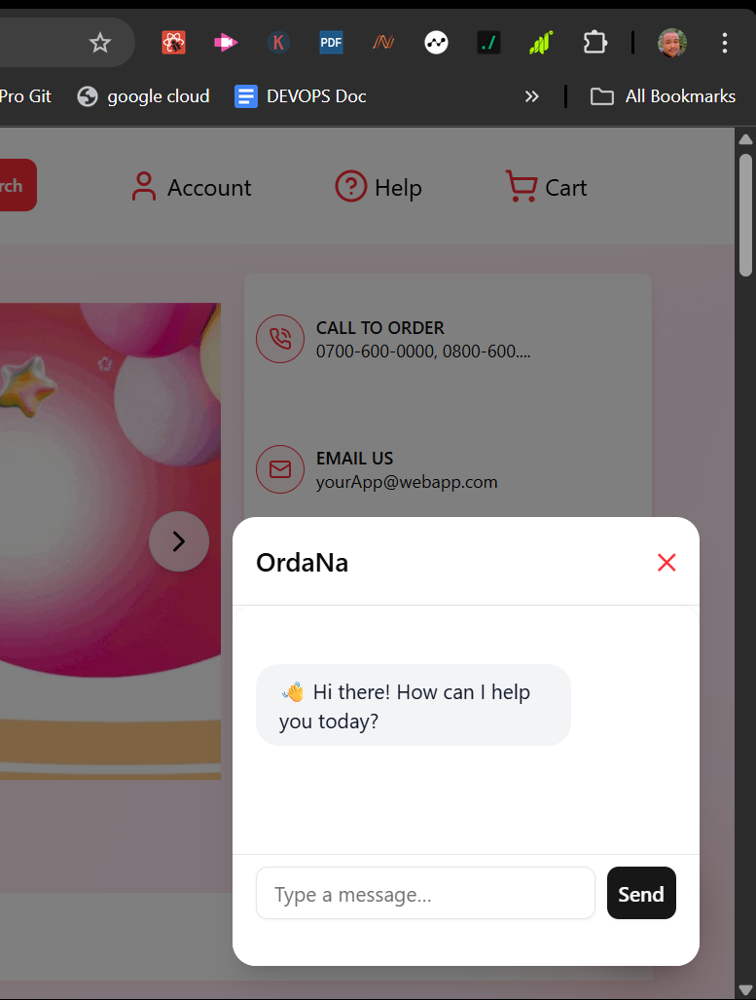 PDF
K
Pro Git
google cloud
DEVOPS Doc
All Bookmarks
rch
Account
Help
Cart
CALL TO ORDER
0700-600-0000, 0800-600....
EMAIL US
yourApp@webapp.com
OrdaNa
👋 Hi there! How can I help
you today?
Type a message...
Send